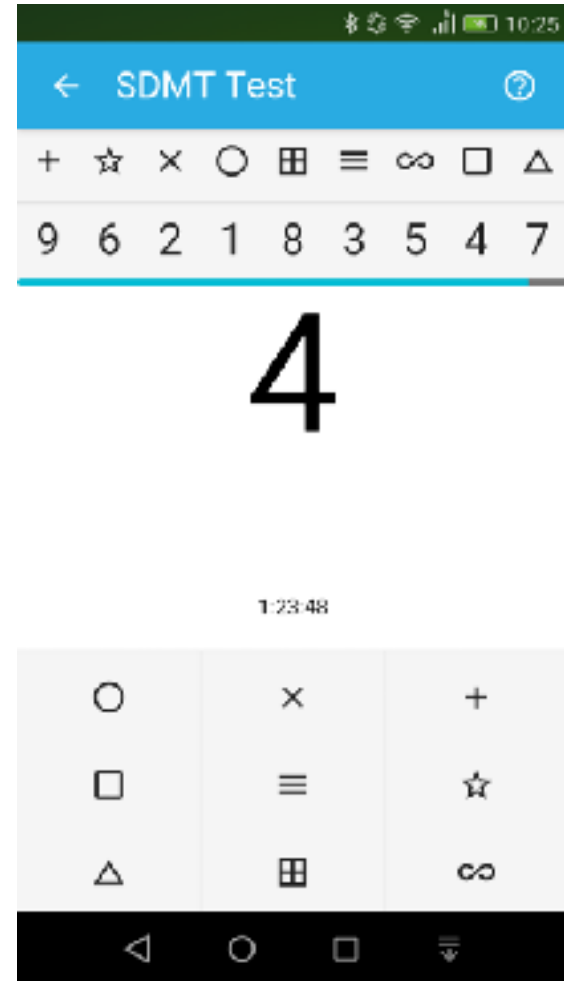 10:25
SDMT Test
+ ☆ × ○ ⊞ ≡ ∞ □ △
9 6 2 1 8 3 5 4 7
4
1:23:48
○ × +
□ ≡ ☆
△ ⊞ ∞